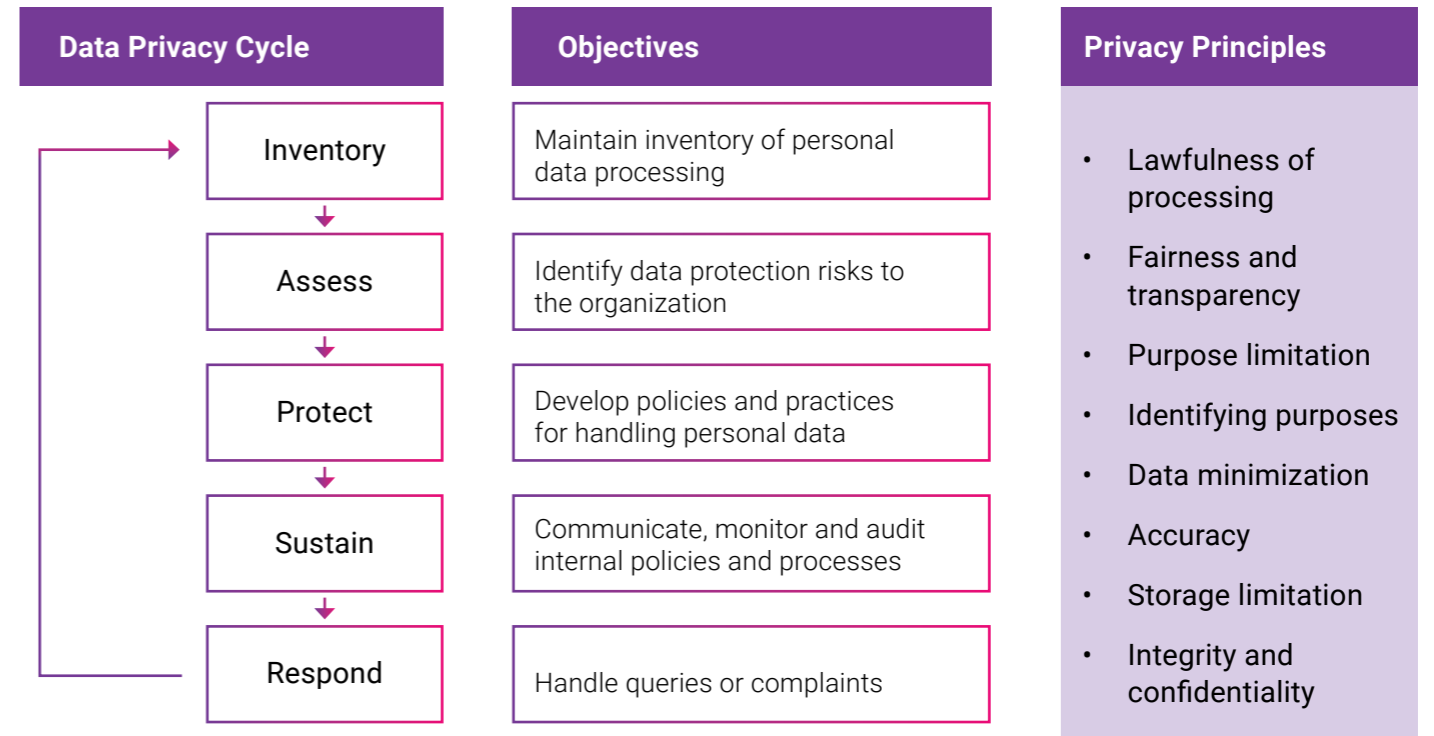 Data Privacy Cycle
Objectives
Privacy Principles
Inventory
Maintain inventory of personal
data processing
Assess
Identify data protection risks to
the organization
Protect
Develop policies and practices
for handling personal data
Sustain
Communicate, monitor and audit
internal policies and processes
Respond
Handle queries or complaints
• Lawfulness of
processing
• Fairness and
transparency
• Purpose limitation
• Identifying purposes
• Data minimization
• Accuracy
• Storage limitation
• Integrity and
confidentiality